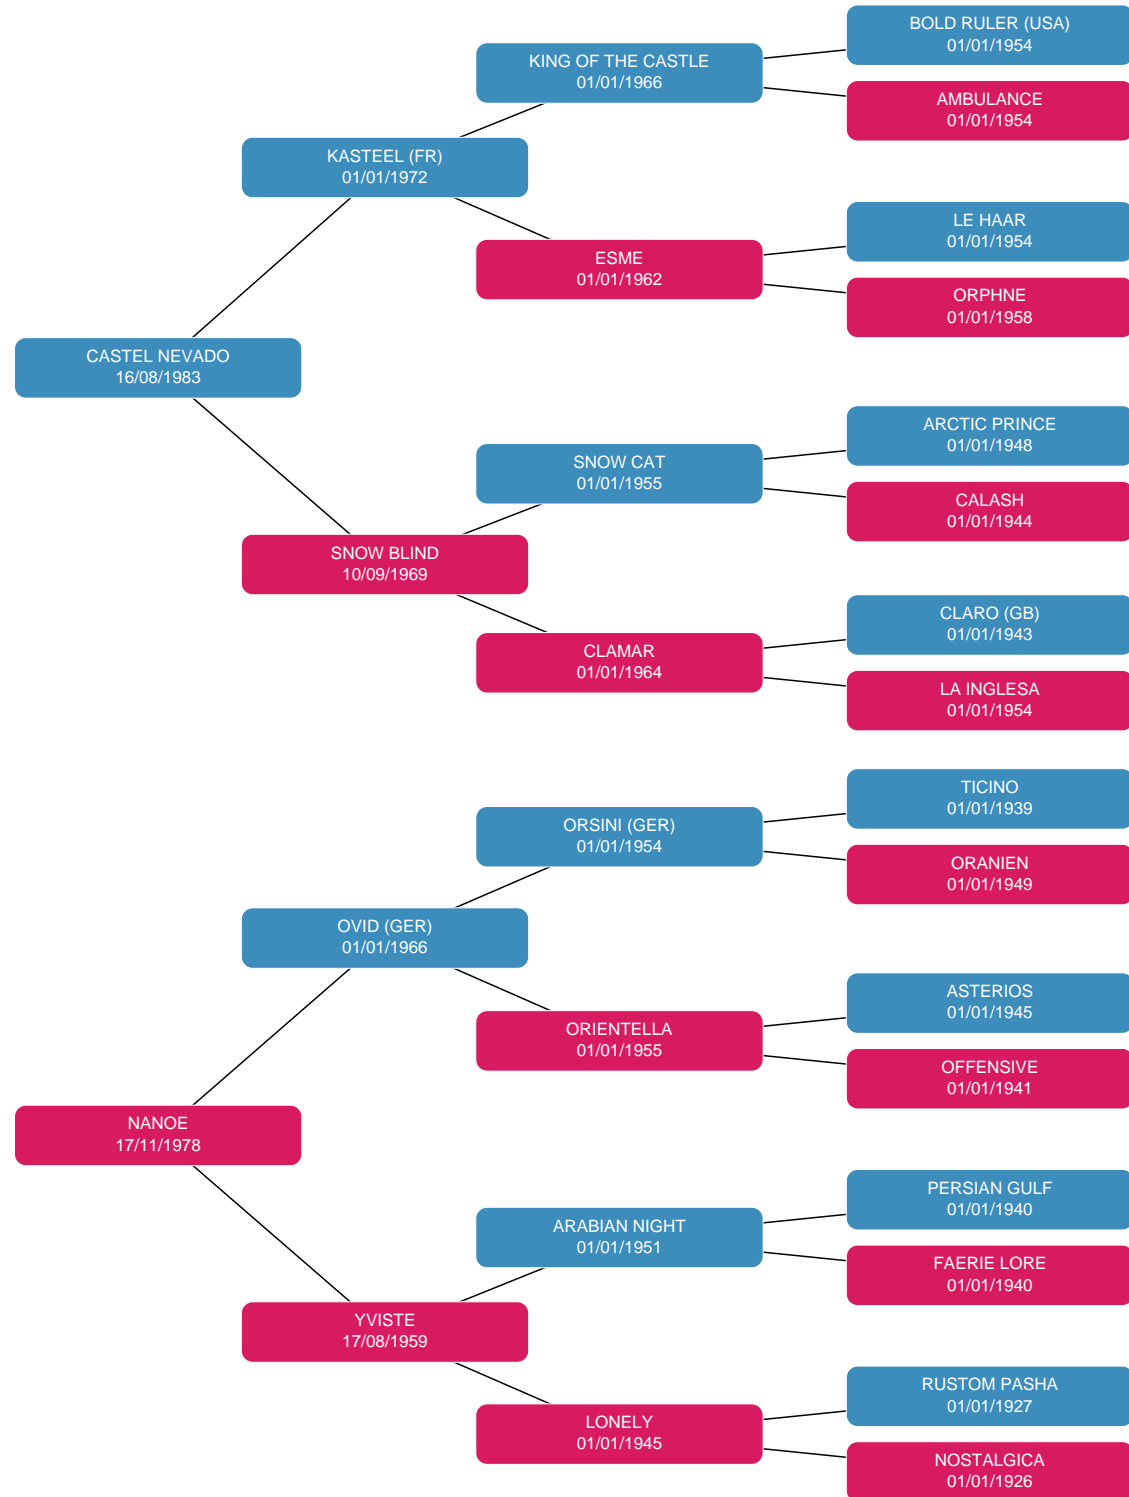 BOLD RULER (USA)
01/01/1954
KING OF THE CASTLE
01/01/1966
AMBULANCE
01/01/1954
KASTEEL (FR)
01/01/1972
LE HAAR
01/01/1954
ESME
01/01/1962
ORPHNE
01/01/1958
CASTEL NEVADO
16/08/1983
ARCTIC PRINCE
01/01/1948
SNOW CAT
01/01/1955
CALASH
01/01/1944
SNOW BLIND
10/09/1969
CLARO (GB)
01/01/1943
CLAMAR
01/01/1964
LA INGLESA
01/01/1954
TICINO
01/01/1939
ORSINI (GER)
01/01/1954
ORANIEN
01/01/1949
OVID (GER)
01/01/1966
ASTERIOS
01/01/1945
ORIENTELLA
01/01/1955
OFFENSIVE
01/01/1941
NANOE
17/11/1978
PERSIAN GULF
01/01/1940
ARABIAN NIGHT
01/01/1951
FAERIE LORE
01/01/1940
YVISTE
17/08/1959
RUSTOM PASHA
01/01/1927
LONELY
01/01/1945
NOSTALGICA
01/01/1926